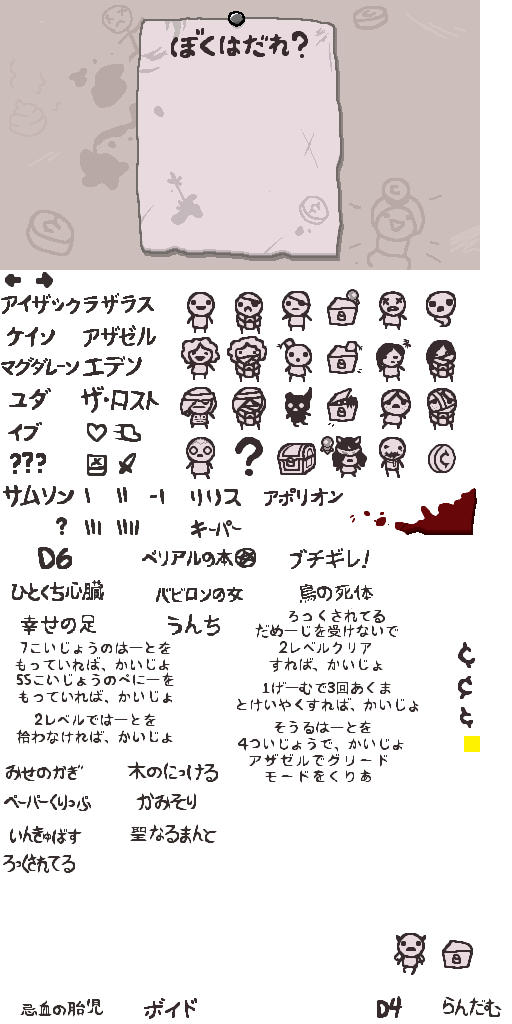 ぼくはだれ?
アイザック ラザラス
ケイン アザゼル
マグダレーン エデン
ユダ ザ・ロスト
イブ
???
サムソン リリス アポリオン
? キーパー
D6 ベリアルの本 ブチギレ!
ひとくち心臓 バビロンの女 鳥の死体
幸せの足 うんち
ろっくされてる
だめーじを受けないで
2レベルクリア
すれば、かいじょ
7こいじょうのはーとを
もっていれば、かいじょ
55こいじょうのぺにーを
もっていれば、かいじょ
1げーむで3回あくま
とけいやくすれば、かいじょ
2レベルではーとを
拾わなければ、かいじょ
そうるはーとを
4ついじょうで、かいじょ
アザゼルでグリード
モードをくりあ
みせのかぎ 木のにっける
ペーパーくりっぷ かみそり
いんきゅばす 聖なるまんと
ろっくされてる
忌血の胎児 ボイド D4 らんだむ